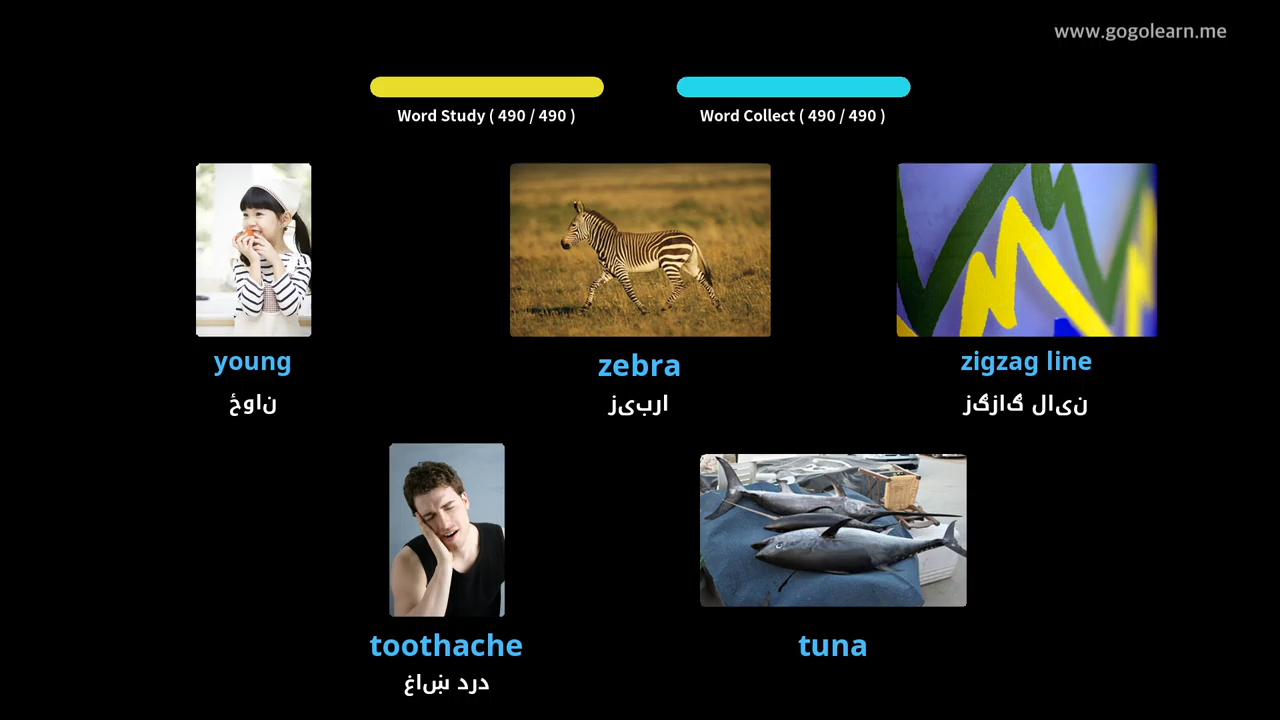 www.gogolearn.me
Word Study ( 490 / 490 )
Word Collect ( 490 / 490 )
young
zebra
zigzag line
ناوځ
اربیز
نیال گازگز
toothache
tuna
درد ښاغ